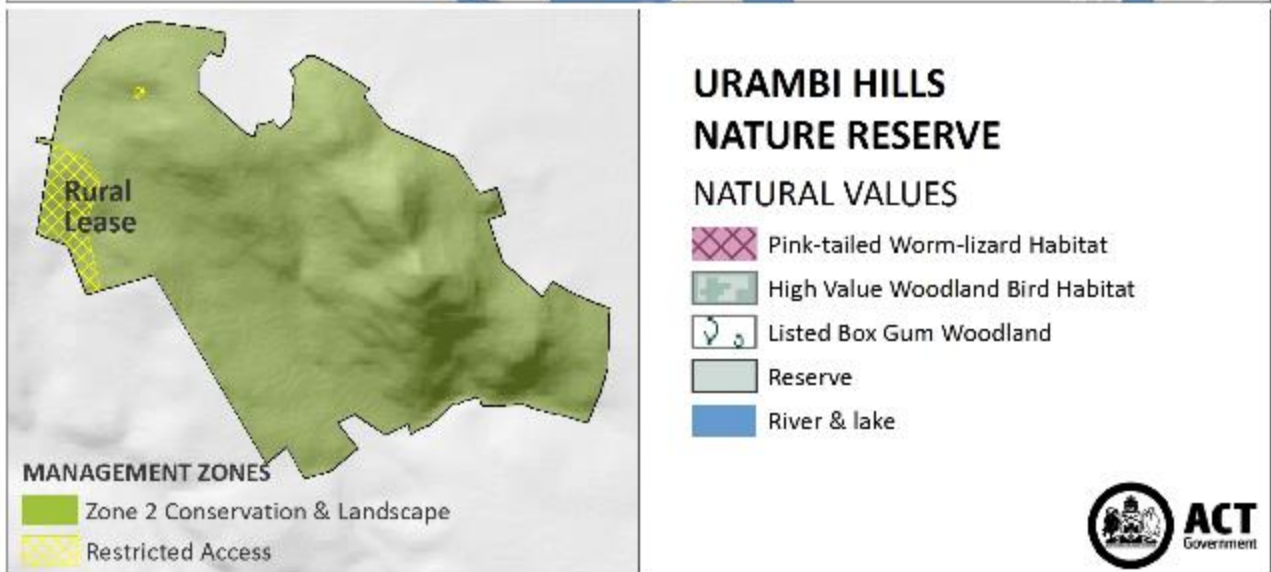 Rural
Lease
MANAGEMENT ZONES
Zone 2 Conservation & Landscape
Restricted Access
URAMBI HILLS
NATURE RESERVE
NATURAL VALUES
Pink-tailed Worm-lizard Habitat
High Value Woodland Bird Habitat
Listed Box Gum Woodland
Reserve
River & lake
ACT
Government